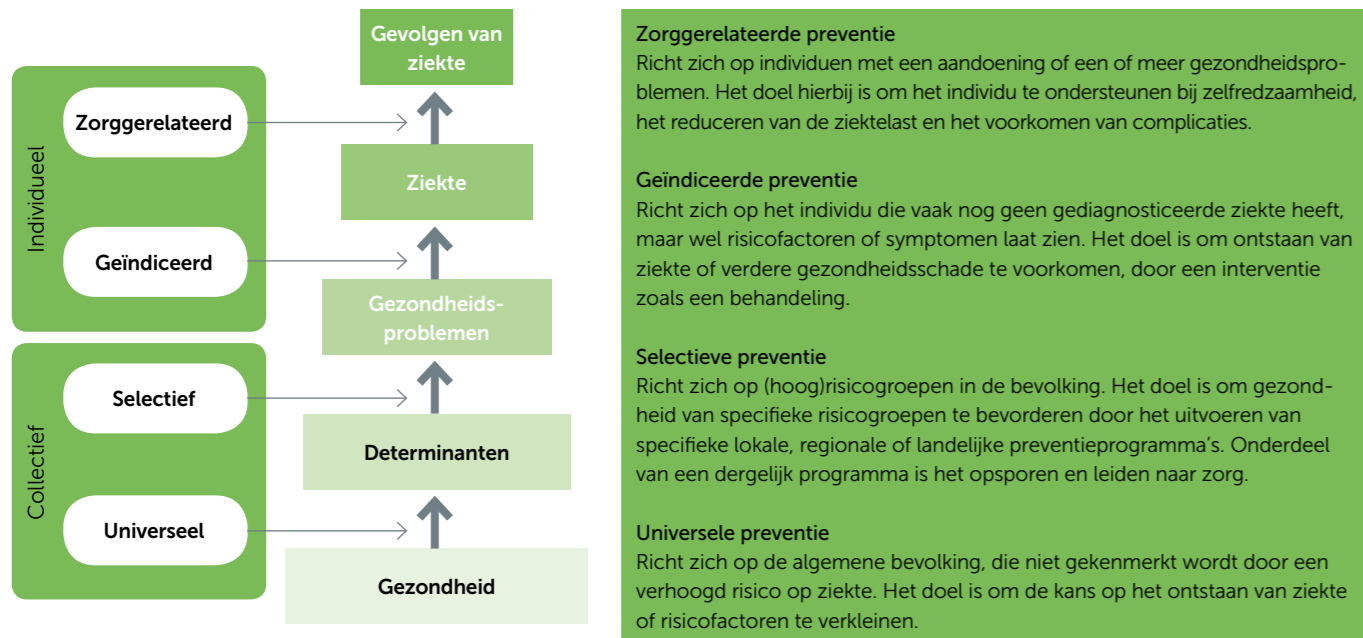 Individueel
Zorggerelateerd
Geïndiceerd
Collectief
Selectief
Universeel
Gevolgen van
ziekte
Ziekte
Gezondheids-
problemen
Determinanten
Gezondheid
Zorggerelateerde preventie
Richt zich op individuen met een aandoening of een of meer gezondheidspro-
blemen. Het doel hierbij is om het individu te ondersteunen bij zelfredzaamheid,
het reduceren van de ziektelast en het voorkomen van complicaties.
Geïndiceerde preventie
Richt zich op het individu die vaak nog geen gediagnosticeerde ziekte heeft,
maar wel risicofactoren of symptomen laat zien. Het doel is om ontstaan van
ziekte of verdere gezondheidsschade te voorkomen, door een interventie
zoals een behandeling.
Selectieve preventie
Richt zich op (hoog)risicogroepen in de bevolking. Het doel is om gezond-
heid van specifieke risicogroepen te bevorderen door het uitvoeren van
specifieke lokale, regionale of landelijke preventieprogramma's. Onderdeel
van een dergelijk programma is het opsporen en leiden naar zorg.
Universele preventie
Richt zich op de algemene bevolking, die niet gekenmerkt wordt door een
verhoogd risico op ziekte. Het doel is om de kans op het ontstaan van ziekte
of risicofactoren te verkleinen.